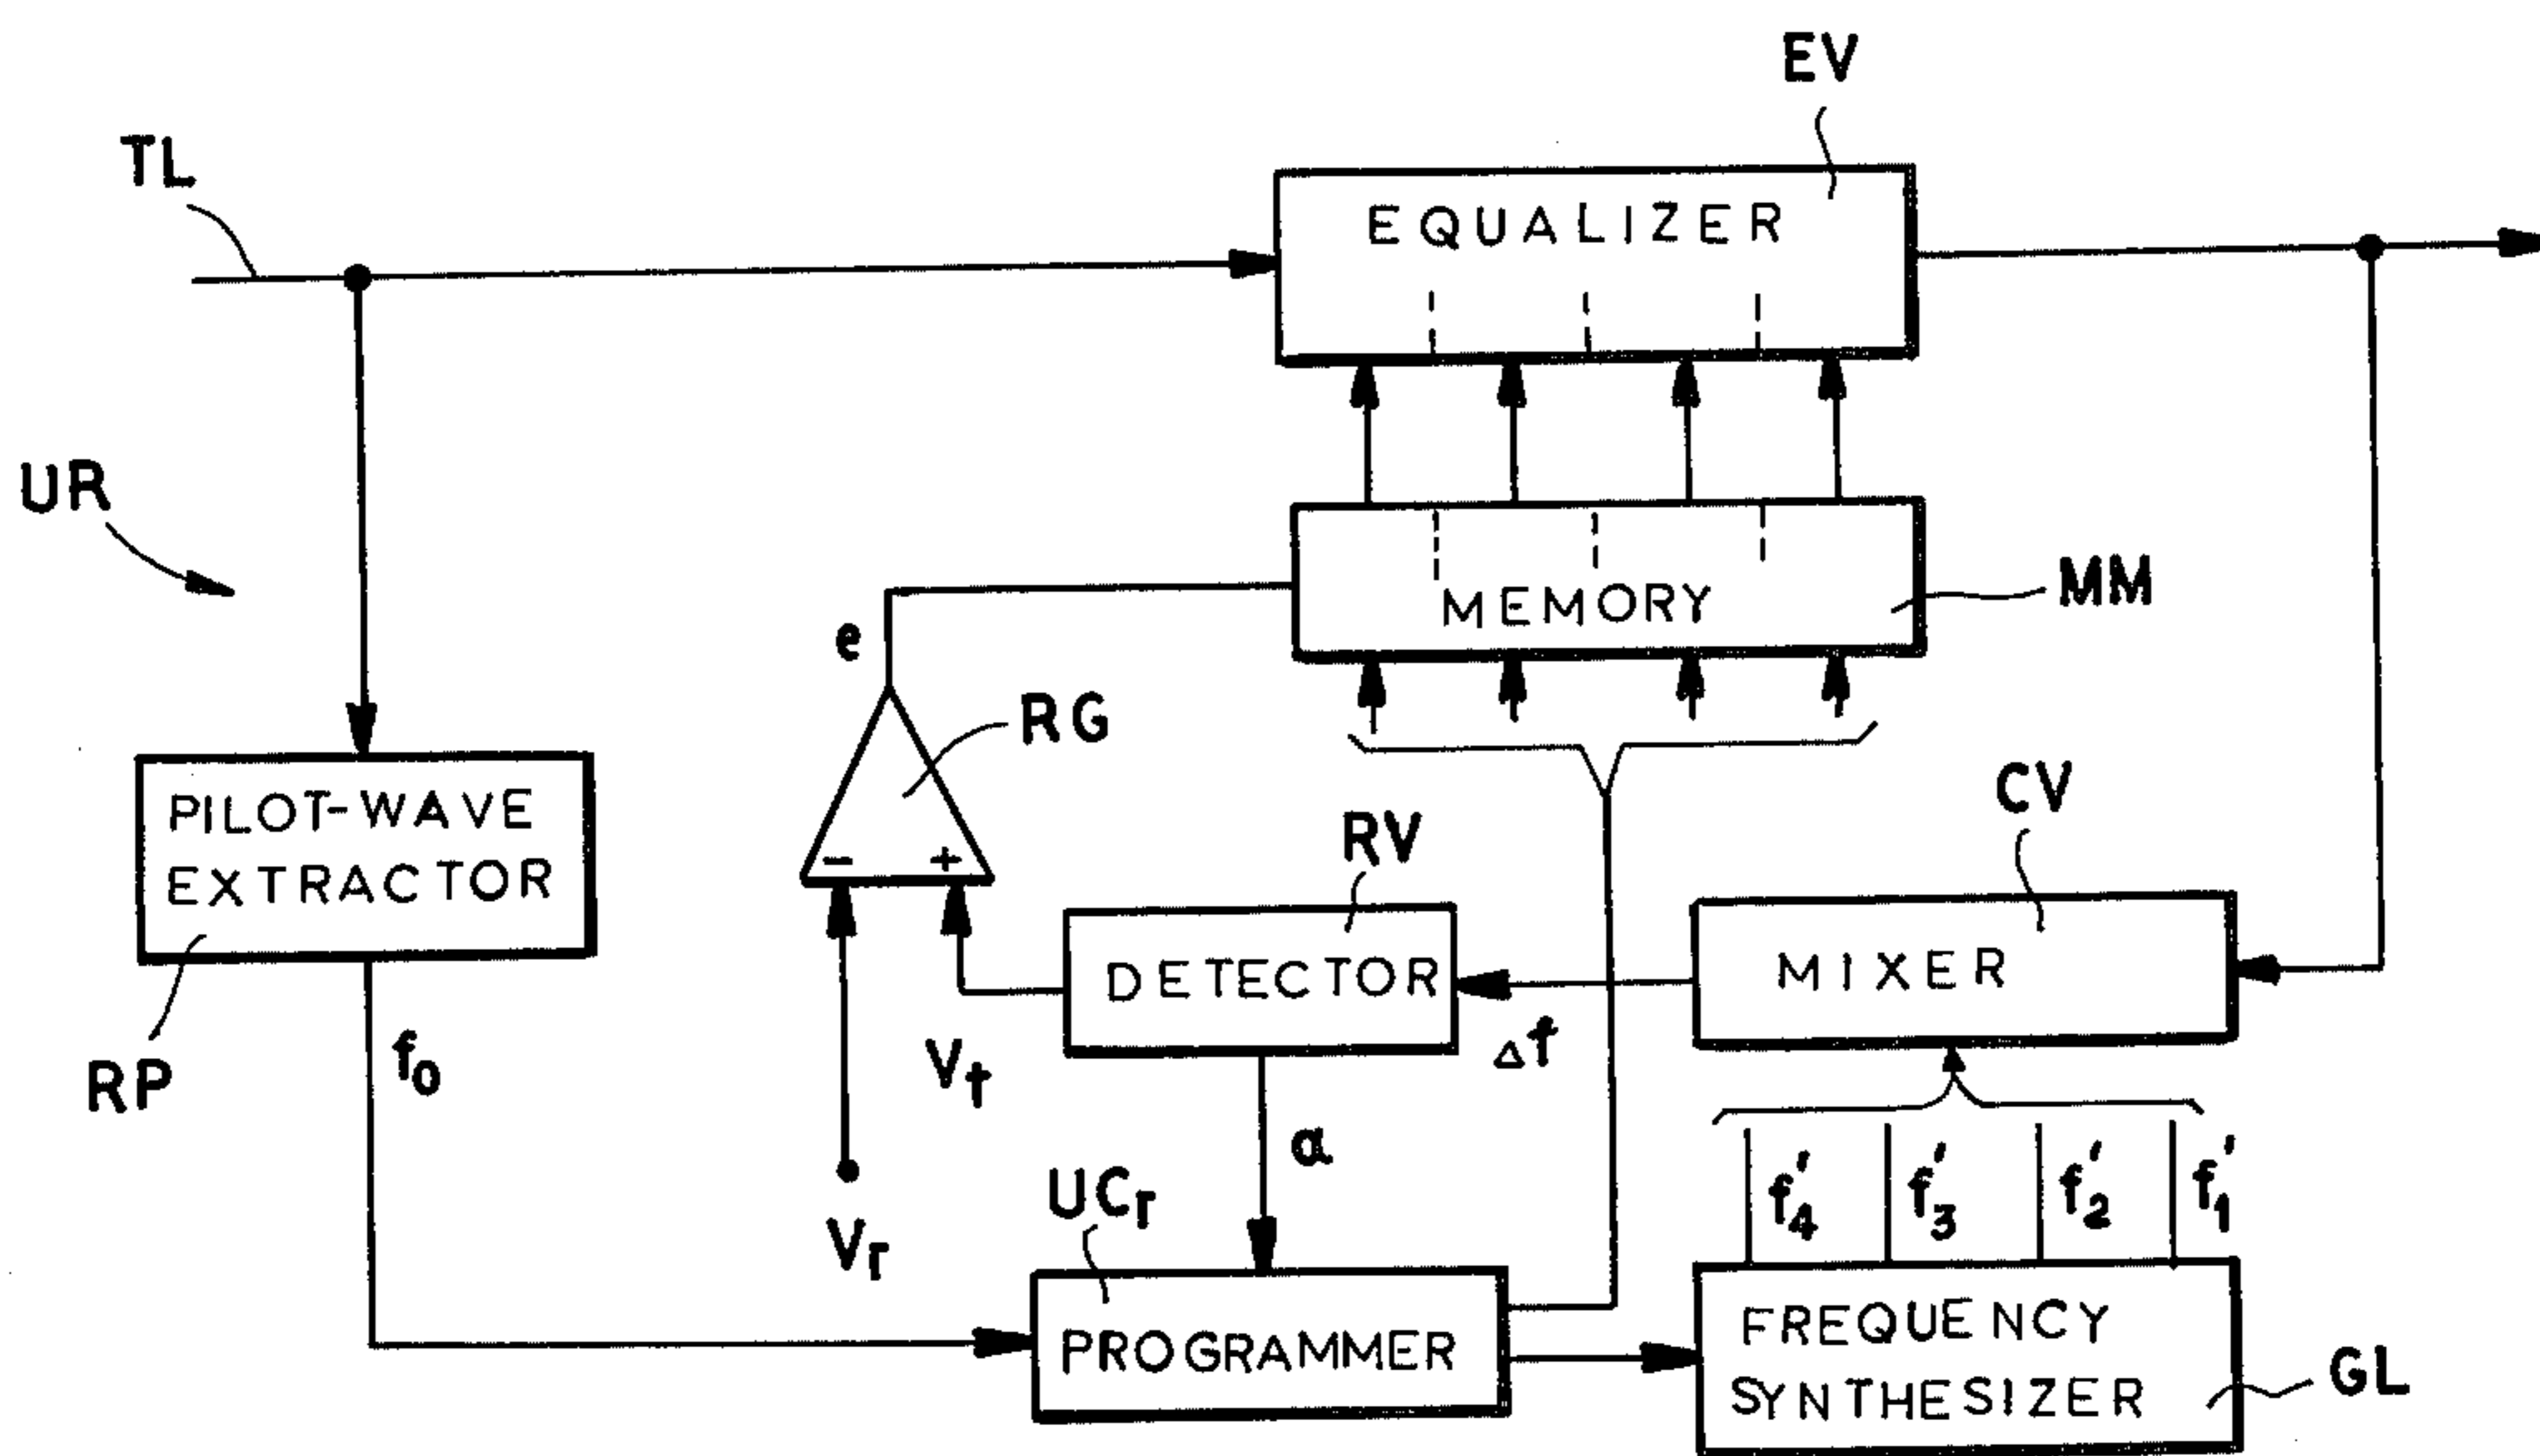 EV
TL
EQUALIZER
UR
MEMORY
MM
e
RG
PILOT-WAVE
EXTRACTOR
- +
RV
CV
DETECTOR
MIXER
RP
f₀
Vₜ
Δf
a
Vᵣ
UCᵣ
f'₄ f'₃ f'₂ f'₁
PROGRAMMER
FREQUENCY
SYNTHESIZER
GL